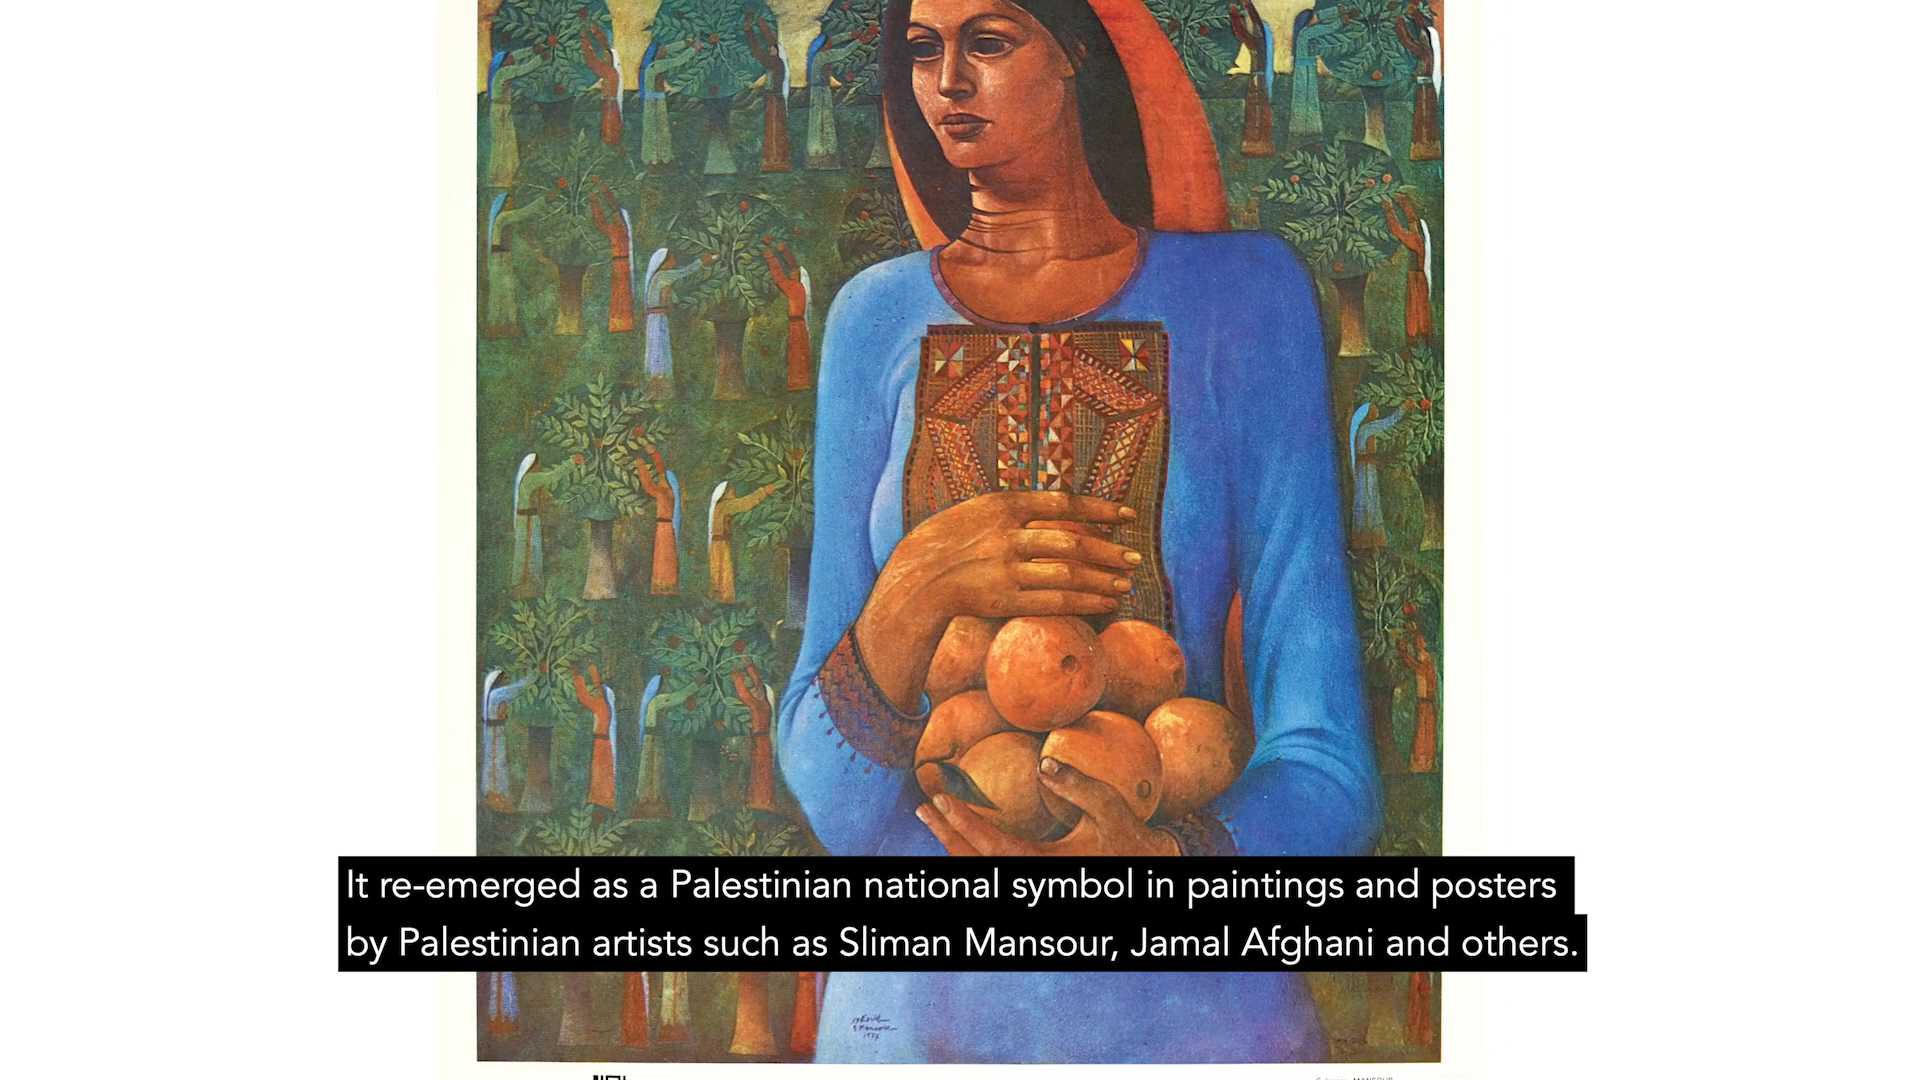 It re-emerged as a Palestinian national symbol in paintings and posters
by Palestinian artists such as Sliman Mansour, Jamal Afghani and others.